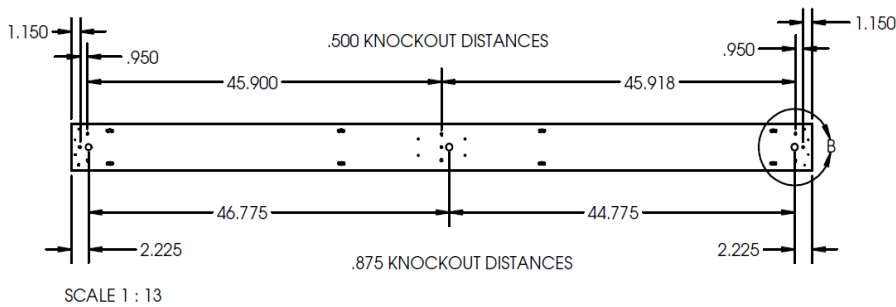 1.150
1.150
.500 KNOCKOUT DISTANCES
.950
.950
45.900
45.918
B
46.775
44.775
2.225
2.225
.875 KNOCKOUT DISTANCES
SCALE 1 : 13